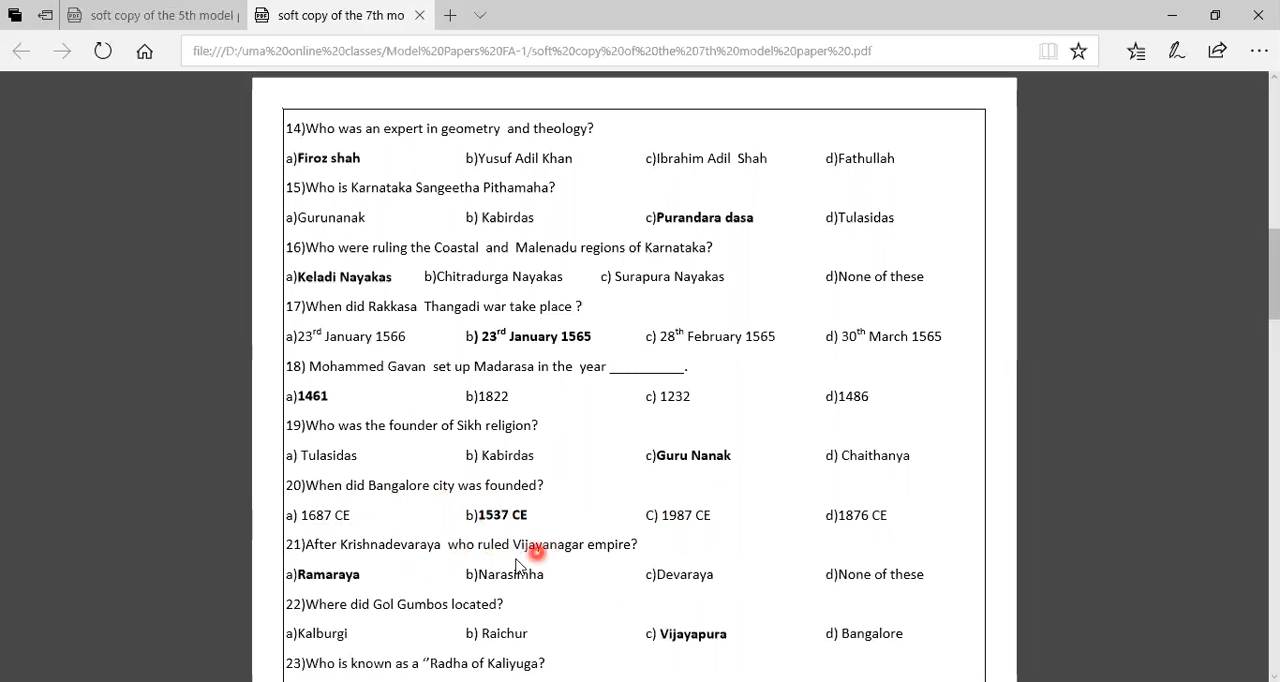 soft copy of the 5th model
soft copy of the 7th mo
file:///D:/uma%20online%20classes/Model%20Papers%20FA-1/soft%20copy%20of%20the%207th%20model%20paper%20.pdf
14)Who was an expert in geometry and theology?
a)Firoz shah b)Yusuf Adil Khan c)Ibrahim Adil Shah d)Fathullah
15)Who is Karnataka Sangeetha Pithamaha?
a)Gurunanak b) Kabirdas c)Purandara dasa d)Tulasidas
16)Who were ruling the Coastal and Malenadu regions of Karnataka?
a)Keladi Nayakas b)Chitradurga Nayakas c) Surapura Nayakas d)None of these
17)When did Rakkasa Thangadi war take place ?
a)23rd January 1566 b) 23rd January 1565 c) 28th February 1565 d) 30th March 1565
18) Mohammed Gavan set up Madarasa in the year ___________.
a)1461 b)1822 c) 1232 d)1486
19)Who was the founder of Sikh religion?
a) Tulasidas b) Kabirdas c)Guru Nanak d) Chaithanya
20)When did Bangalore city was founded?
a) 1687 CE b)1537 CE C) 1987 CE d)1876 CE
21)After Krishnadevaraya who ruled Vijayanagar empire?
a)Ramaraya b)Narasimha c)Devaraya d)None of these
22)Where did Gol Gumbos located?
a)Kalburgi b) Raichur c) Vijayapura d) Bangalore
23)Who is known as a ‘’Radha of Kaliyuga?